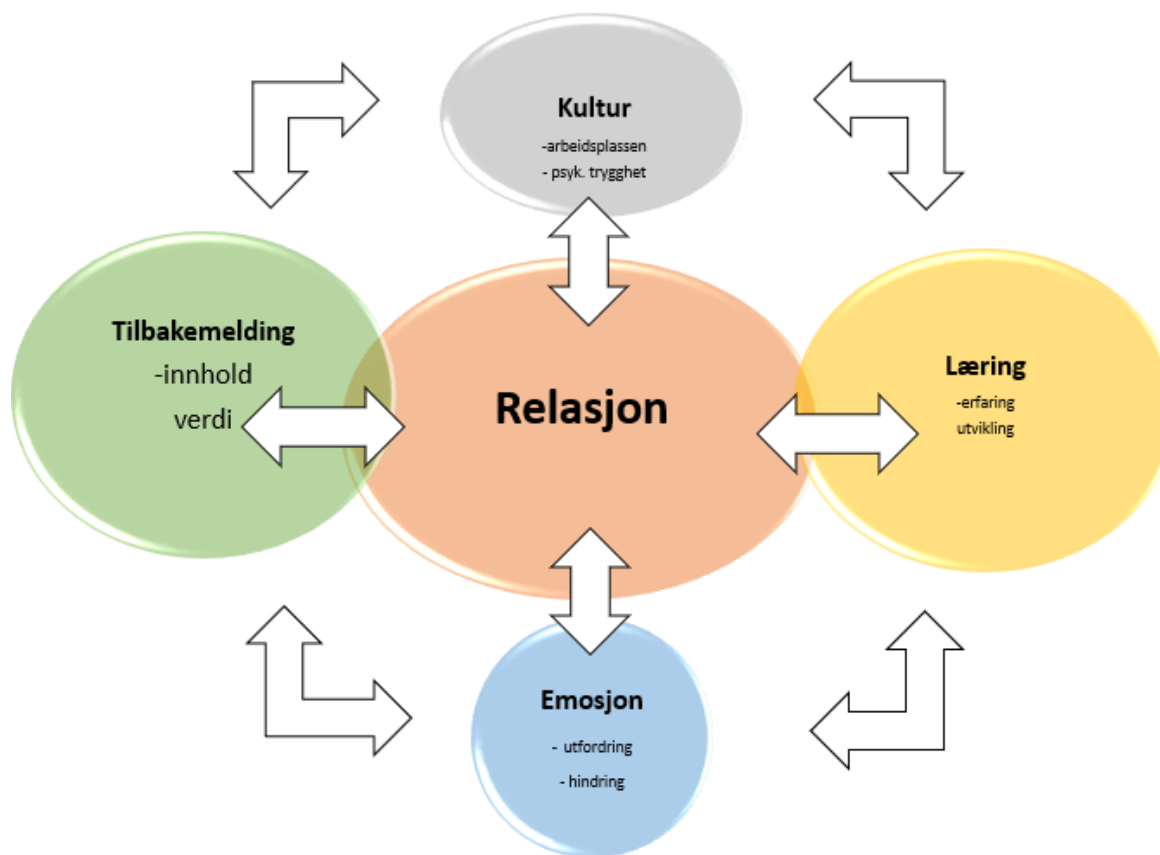 Kultur
-arbeidsplassen
- psyk. trygghet
Tilbakemelding
-innhold
verdi
Relasjon
Læring
-erfaring
utvikling
Emosjon
- utfordring
- hindring